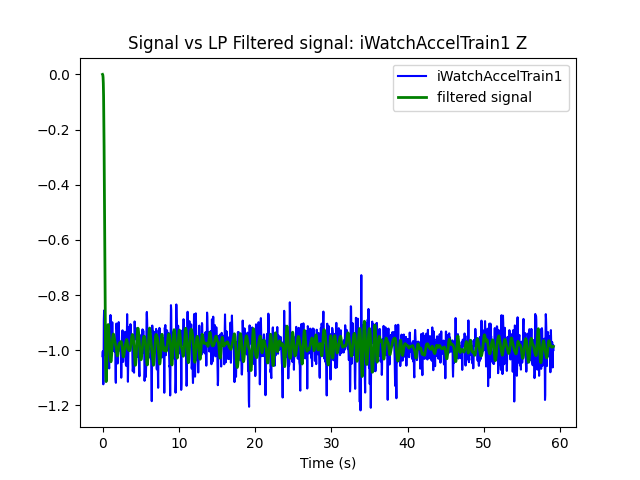 Signal vs LP Filtered signal: iWatchAccelTrain1 Z
iWatchAccelTrain1
filtered signal
0.0
−0.2
−0.4
−0.6
−0.8
−1.0
−1.2
0 10 20 30 40 50 60
Time (s)